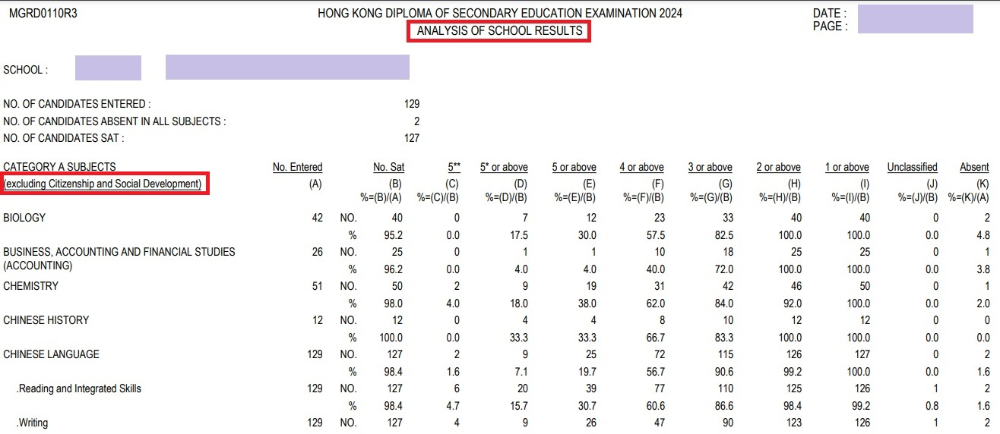 MGRD0110R3 HONG KONG DIPLOMA OF SECONDARY EDUCATION EXAMINATION 2024 DATE :
ANALYSIS OF SCHOOL RESULTS PAGE :
SCHOOL :
NO. OF CANDIDATES ENTERED : 129
NO. OF CANDIDATES ABSENT IN ALL SUBJECTS : 2
NO. OF CANDIDATES SAT : 127
CATEGORY A SUBJECTS No. Entered No. Sat 5** 5* or above 5 or above 4 or above 3 or above 2 or above 1 or above Unclassified Absent
(excluding Citizenship and Social Development) (A) (B) (C) (D) (E) (F) (G) (H) (I) (J) (K)
%=(B)/(A) %=(C)/(B) %=(D)/(B) %=(E)/(B) %=(F)/(B) %=(G)/(B) %=(H)/(B) %=(I)/(B) %=(J)/(B) %=(K)/(A)
BIOLOGY 42 NO. 40 0 7 12 23 33 40 40 0 2
% 95.2 0.0 17.5 30.0 57.5 82.5 100.0 100.0 0.0 4.8
BUSINESS, ACCOUNTING AND FINANCIAL STUDIES 26 NO. 25 0 1 1 10 18 25 25 0 1
(ACCOUNTING) % 96.2 0.0 4.0 4.0 40.0 72.0 100.0 100.0 0.0 3.8
CHEMISTRY 51 NO. 50 2 9 19 31 42 46 50 0 1
% 98.0 4.0 18.0 38.0 62.0 84.0 92.0 100.0 0.0 2.0
CHINESE HISTORY 12 NO. 12 0 4 4 8 10 12 12 0 0
% 100.0 0.0 33.3 33.3 66.7 83.3 100.0 100.0 0.0 0.0
CHINESE LANGUAGE 129 NO. 127 2 9 25 72 115 126 127 0 2
% 98.4 1.6 7.1 19.7 56.7 90.6 99.2 100.0 0.0 1.6
.Reading and Integrated Skills 129 NO. 127 6 20 39 77 110 125 126 1 2
% 98.4 4.7 15.7 30.7 60.6 86.6 98.4 99.2 0.8 1.6
.Writing 129 NO. 127 4 9 26 47 90 123 126 1 2